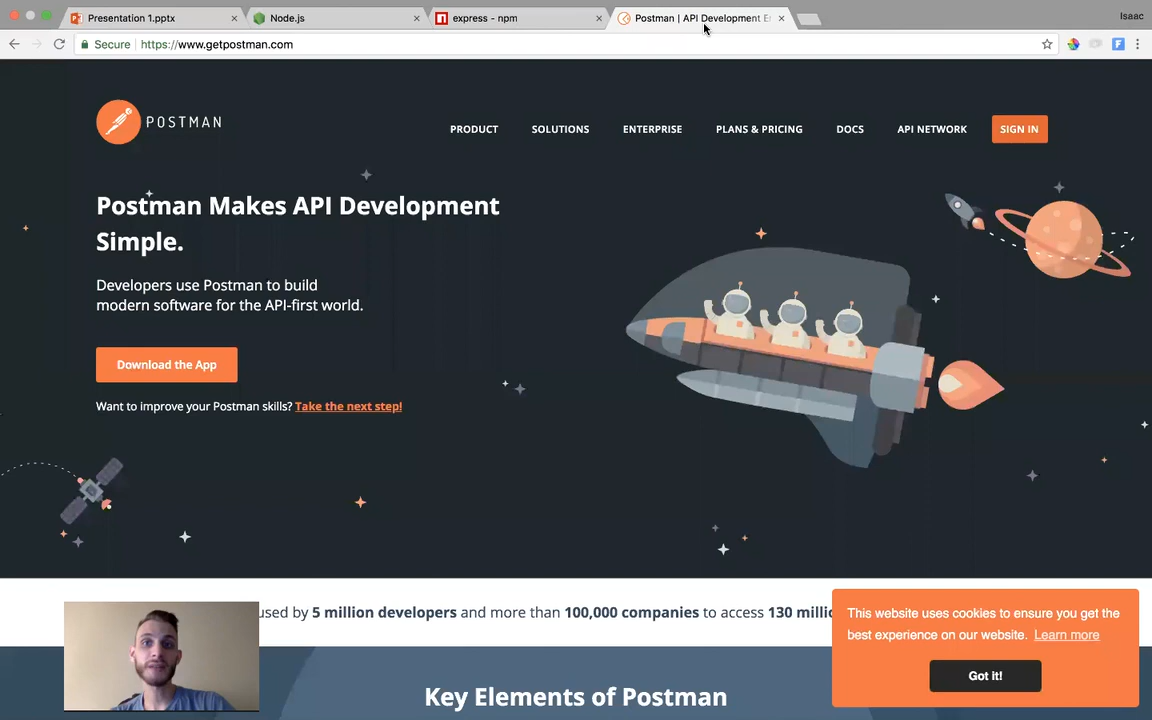 Presentation 1.pptx
Node.js
express - npm
Postman | API Development E
Isaac
Secure
https://www.getpostman.com
POSTMAN
PRODUCT
SOLUTIONS
ENTERPRISE
PLANS & PRICING
DOCS
API NETWORK
SIGN IN
Postman Makes API Development
Simple.
Developers use Postman to build
modern software for the API-first world.
Download the App
Want to improve your Postman skills? Take the next step!
used by 5 million developers and more than 100,000 companies to access 130 millio
This website uses cookies to ensure you get the
best experience on our website. Learn more
Got it!
Key Elements of Postman